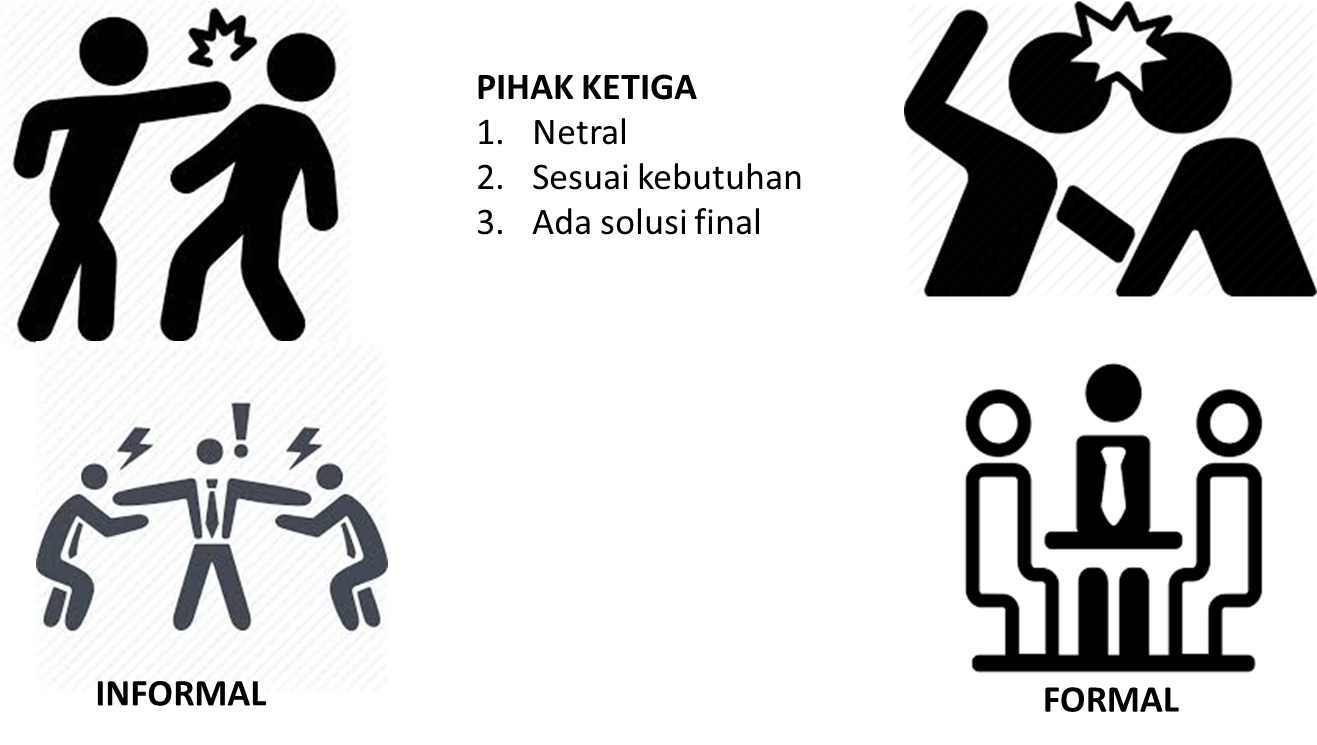 PIHAK KETIGA
1. Netral
2. Sesuai kebutuhan
3. Ada solusi final
INFORMAL
FORMAL